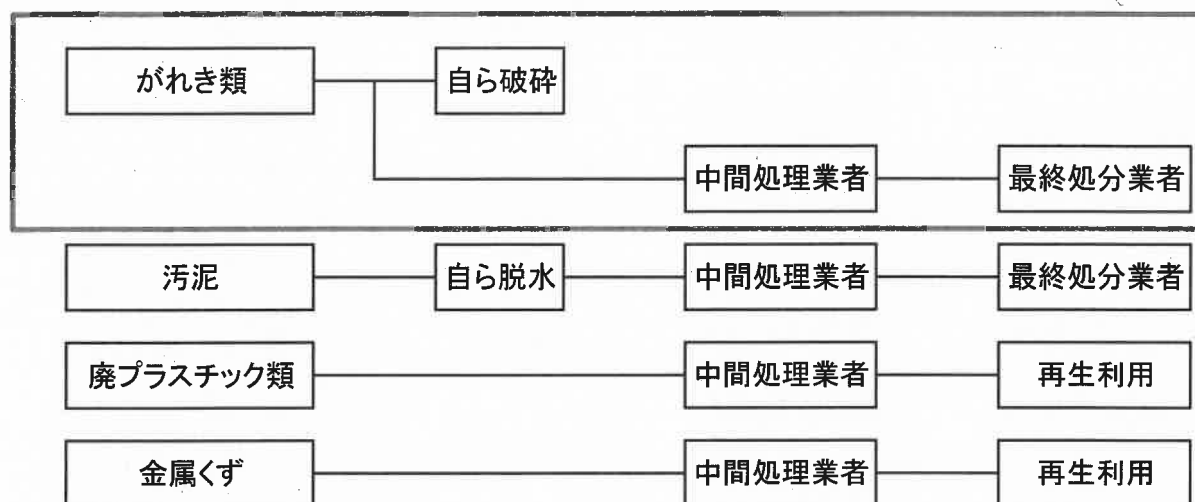 がれき類 自ら破砕
中間処理業者 最終処分業者
汚泥 自ら脱水 中間処理業者 最終処分業者
廃プラスチック類 中間処理業者 再生利用
金属くず 中間処理業者 再生利用